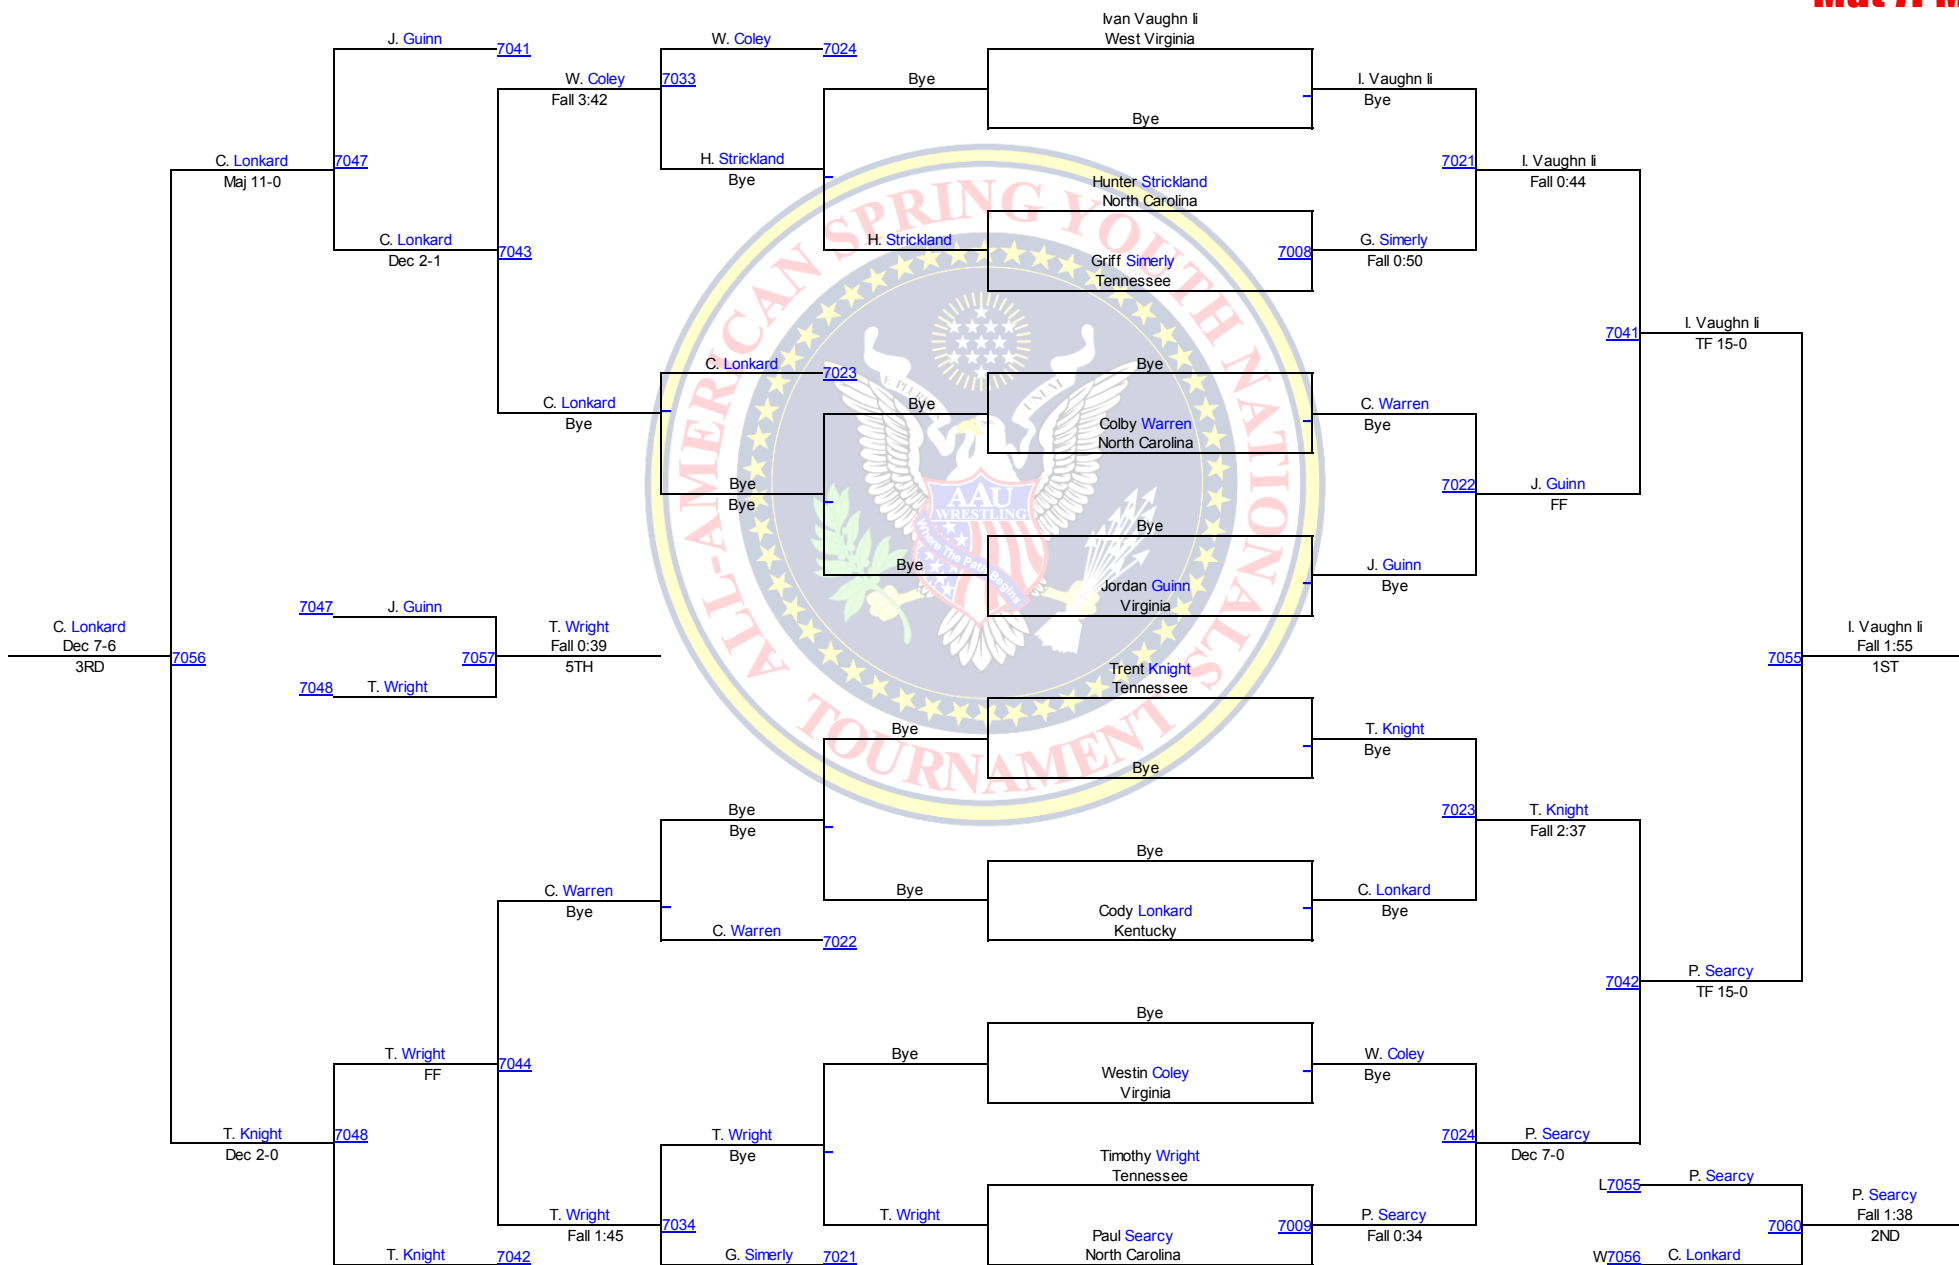 Ivan Vaughn Ii
West Virginia
J. Guinn 7041
W. Coley 7024
W. Coley 7033
Fall 3:42
Bye
I. Vaughn Ii
Bye
Bye
C. Lonkard 7047
Maj 11-0
H. Strickland
Bye
7021 I. Vaughn Ii
Fall 0:44
Hunter Strickland
North Carolina
C. Lonkard 7043
Dec 2-1
H. Strickland
Griff Simerly
Tennessee
7008 G. Simerly
Fall 0:50
7041 I. Vaughn Ii
TF 15-0
C. Lonkard 7023
Bye
C. Lonkard
Bye
Bye
Colby Warren
North Carolina
C. Warren
Bye
Bye
Bye
7022 J. Guinn
FF
Bye
Bye
Jordan Guinn
Virginia
J. Guinn
Bye
7047 J. Guinn
C. Lonkard
Dec 7-6
3RD
7056
7057
T. Wright
Fall 0:39
5TH
7055
I. Vaughn Ii
Fall 1:55
1ST
7048 T. Wright
Trent Knight
Tennessee
Bye
T. Knight
Bye
Bye
Bye
Bye
7023 T. Knight
Fall 2:37
Bye
C. Warren
Bye
Bye
Cody Lonkard
Kentucky
C. Lonkard
Bye
C. Warren 7022
7042 P. Searcy
TF 15-0
Bye
T. Wright 7044
FF
Bye
Westin Coley
Virginia
W. Coley
Bye
T. Knight 7048
Dec 2-0
T. Wright
Bye
7024 P. Searcy
Dec 7-0
Timothy Wright
Tennessee
L7055 P. Searcy
T. Wright 7034
Fall 1:45
T. Wright
Paul Searcy
North Carolina
7009 P. Searcy
Fall 0:34
7060
P. Searcy
Fall 1:38
2ND
T. Knight 7042
G. Simerly 7021
W7056 C. Lonkard
ALL-AMERICAN SPRING YOUTH NATIONALS
TOURNAMENT
E PLURI
UNUM
AAU
WRESTLING
Where The Path Begins